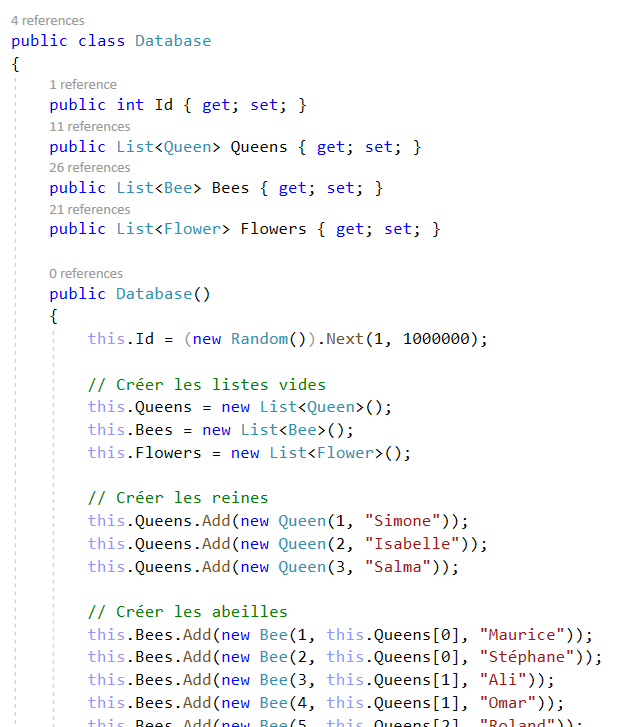 4 references
public class Database
{
1 reference
public int Id { get; set; }
11 references
public List<Queen> Queens { get; set; }
26 references
public List<Bee> Bees { get; set; }
21 references
public List<Flower> Flowers { get; set; }
0 references
public Database()
{
this.Id = (new Random()).Next(1, 1000000);
// Créer les listes vides
this.Queens = new List<Queen>();
this.Bees = new List<Bee>();
this.Flowers = new List<Flower>();
// Créer les reines
this.Queens.Add(new Queen(1, "Simone"));
this.Queens.Add(new Queen(2, "Isabelle"));
this.Queens.Add(new Queen(3, "Salma"));
// Créer les abeilles
this.Bees.Add(new Bee(1, this.Queens[0], "Maurice"));
this.Bees.Add(new Bee(2, this.Queens[0], "Stéphane"));
this.Bees.Add(new Bee(3, this.Queens[1], "Ali"));
this.Bees.Add(new Bee(4, this.Queens[1], "Omar"));
this.Bees.Add(new Bee(5, this.Queens[2], "Roland"));